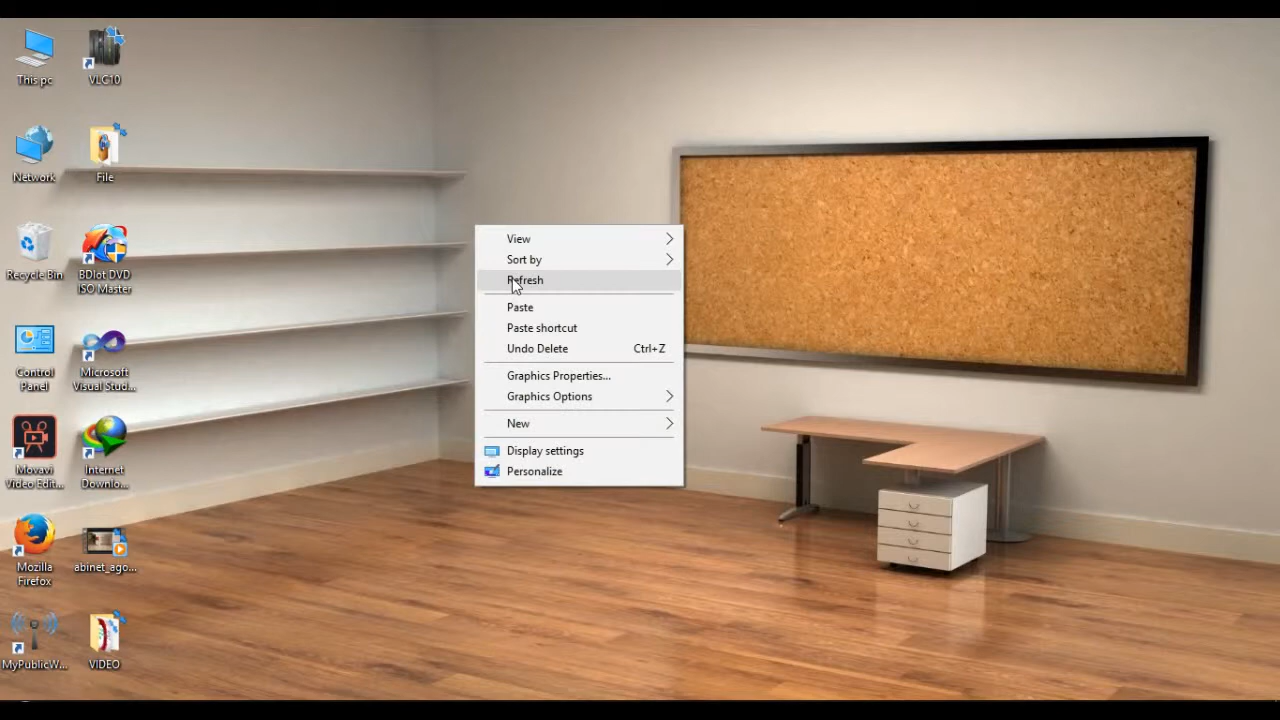 This pc
VLC10
Network
File
Recycle Bin
BDlot DVD
ISO Master
Control
Panel
Microsoft
Visual Stud...
Movavi
Video Edit...
Internet
Downlo...
Mozilla
Firefox
abinet_ago...
MyPublicW...
VIDEO
View
Sort by
Refresh
Paste
Paste shortcut
Undo Delete Ctrl+Z
Graphics Properties...
Graphics Options
New
Display settings
Personalize